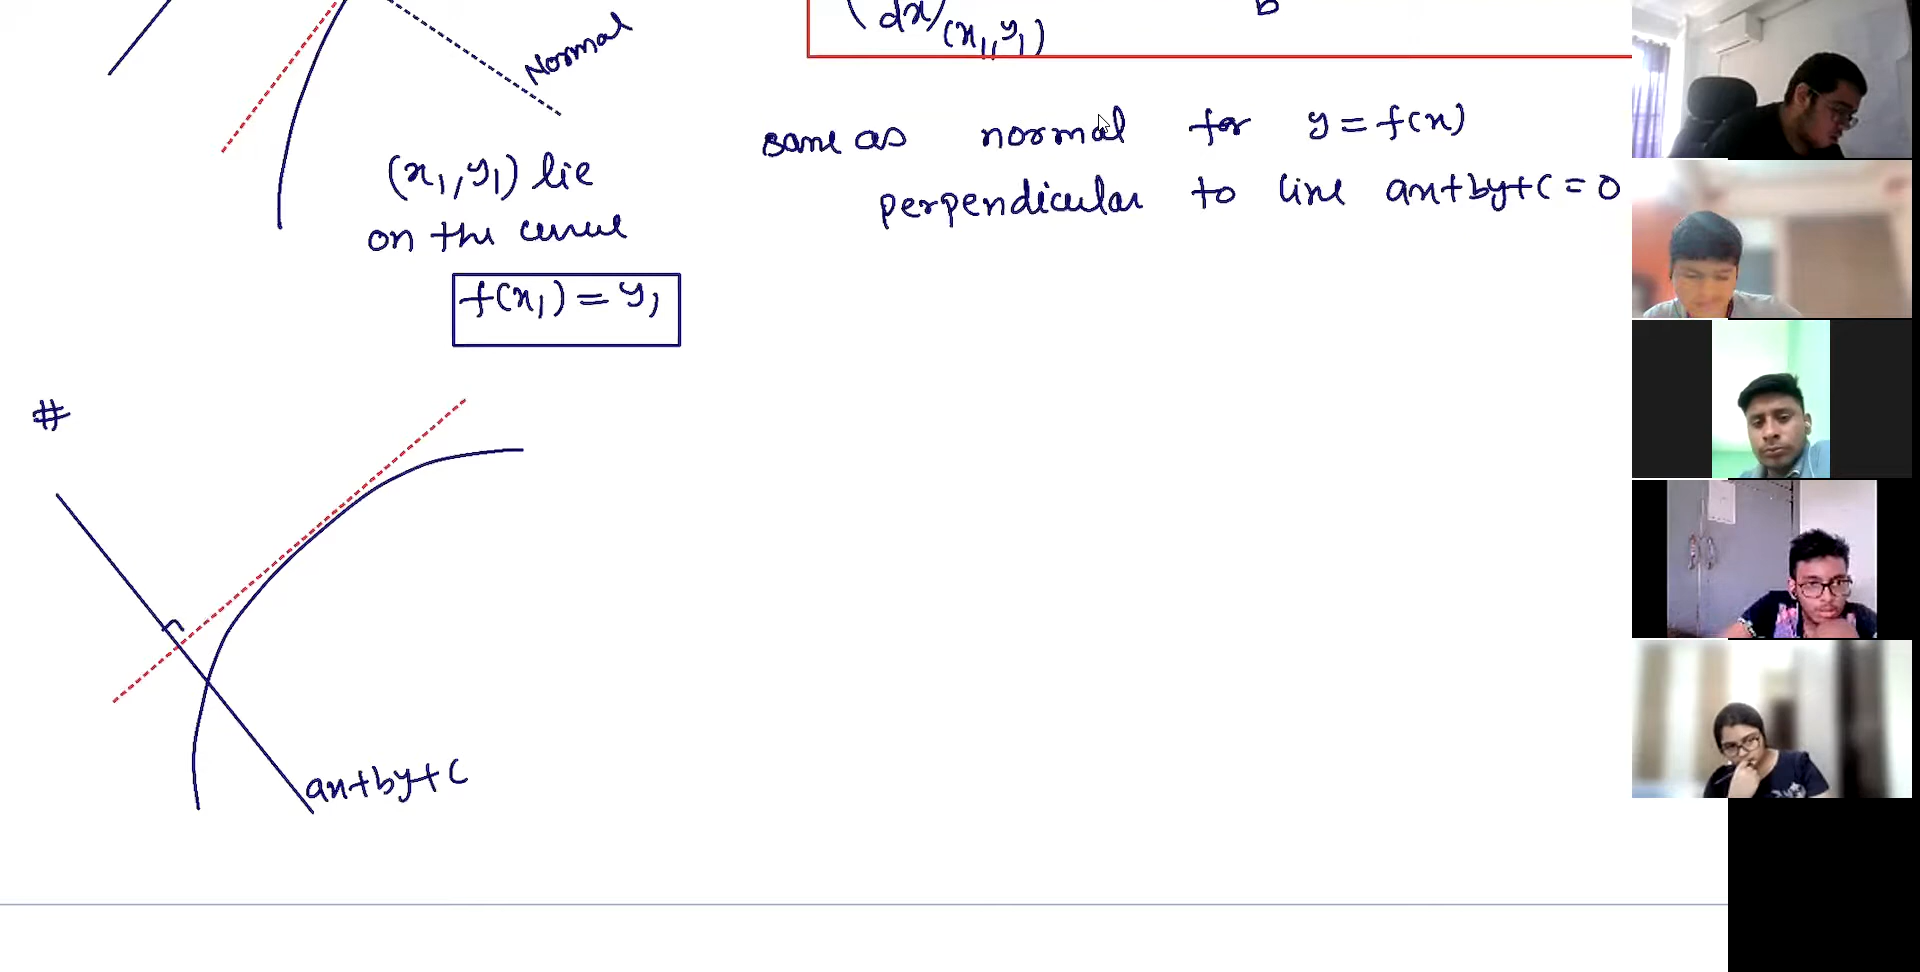 Normal
(dx)(x₁,y₁) b
same as normal for y = f(x)
perpendicular to line ax+by+c = 0
(x₁,y₁) lie
on the curve
f(x₁) = y₁
#
ax+by+c